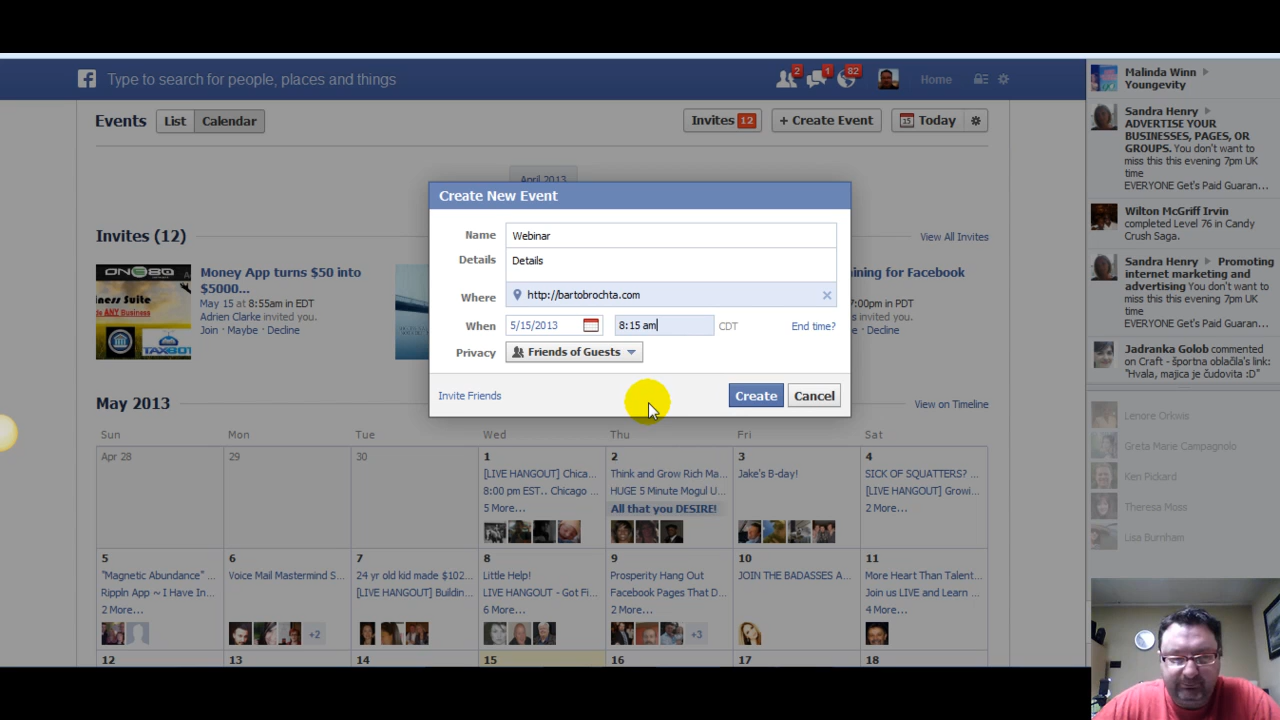 Type to search for people, places and things
2
1
82
Home
Events
List
Calendar
Invites 12
+ Create Event
15 Today
April 2013
Invites (12)
View All Invites
ONE80
Suite
ANY Business
TAXBOT
Money App turns $50 into
$5000...
May 15 at 8:55am in EDT
Adrien Clarke invited you.
Join · Maybe · Decline
ining for Facebook
:00pm in PDT
you.
Decline
Create New Event
Name
Webinar
Details
Details
Where
http://bartobrochta.com
When
5/15/2013
8:15 am
CDT
End time?
Privacy
Friends of Guests
Invite Friends
Create
Cancel
May 2013
View on Timeline
Sun
Mon
Tue
Wed
Thu
Fri
Sat
Apr 28
29
30
1
[LIVE HANGOUT] Chica...
8:00 pm EST.. Chicago ...
5 More...
2
Think and Grow Rich Ma...
HUGE 5 Minute Mogul U...
All that you DESIRE!
3
Jake's B-day!
4
SICK OF SQUATTERS? ...
[LIVE HANGOUT] Growi...
2 More...
5
"Magnetic Abundance" ...
Rippln App ~ I Have In...
2 More...
6
Voice Mail Mastermind S...
+2
7
24 yr old kid made $102...
[LIVE HANGOUT] Buildin...
8
Little Help!
LIVE HANGOUT - Got Fi...
6 More...
9
Prosperity Hang Out
Facebook Pages That D...
2 More...
+3
10
JOIN THE BADASSES A...
11
More Heart Than Talent...
Join us LIVE and Learn ...
4 More...
12
13
14
15
16
17
18
Malinda Winn
Youngevity
Sandra Henry
ADVERTISE YOUR
BUSINESSES, PAGES, OR
GROUPS. You don't want to
miss this this evening 7pm UK
time
EVERYONE Get's Paid Guaran...
Wilton McGriff Irvin
completed Level 76 in Candy
Crush Saga.
Sandra Henry Promoting
internet marketing and
advertising You don't want to
miss this this evening 7pm UK
time
EVERYONE Get's Paid Guaran...
Jadranka Golob commented
on Craft - športna oblačila's link:
"Hvala, majica je čudovita :D"
Lenore Orkwis
Greta Marie Campagnolo
Ken Pickard
Theresa Moss
Lisa Burnham